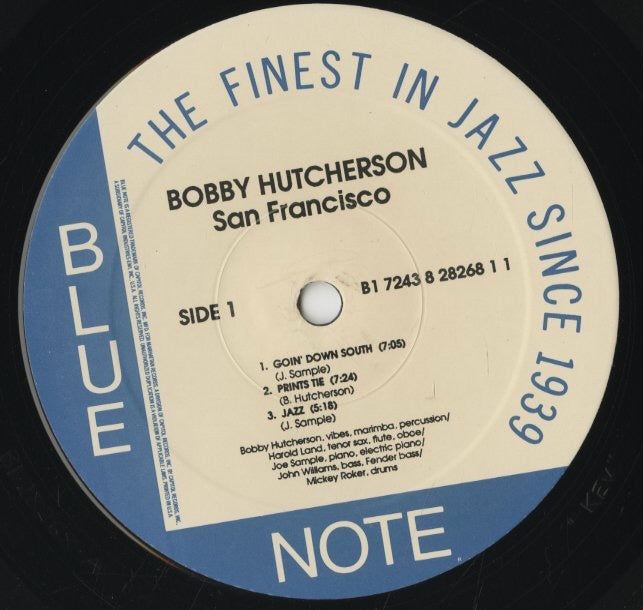 THE FINEST IN JAZZ SINCE 1939
BOBBY HUTCHERSON
San Francisco
SIDE 1
B1 7243 8 28268 1 1
1. GOIN' DOWN SOUTH (7:05)
(J. Sample)
2. PRINTS TIE (7:24)
(B. Hutcherson)
3. JAZZ (5:18)
(J. Sample)
Bobby Hutcherson, vibes, marimba, percussion/
Harold Land, tenor sax, flute, oboe/
Joe Sample, piano, electric piano/
John Williams, bass, Fender bass/
Mickey Roker, drums
BLUE
NOTE